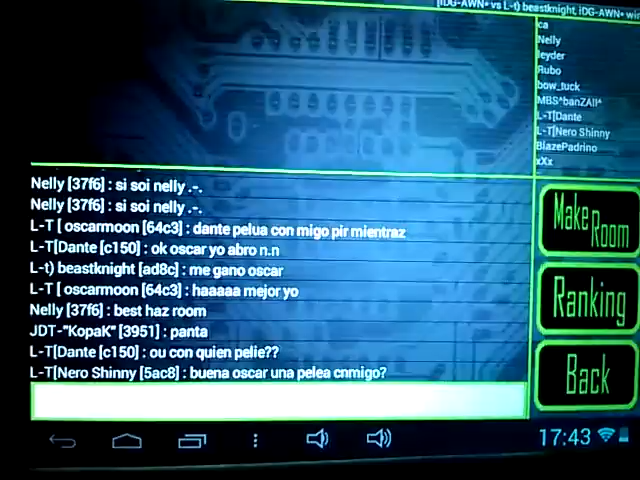 [iDG-AWN• vs L-t) beastknight, iDG-AWN• win
ca
Nelly
leyder
Rubo
bow_tuck
MBS^banZAII^
L-T[Dante
L-T[Nero Shinny
BlazePadrino
xXx
Nelly [37f6] : si soi nelly .-.
Nelly [37f6] : si soi nelly .-.
L-T [ oscarmoon [64c3] : dante pelua con migo pir mientraz
L-T[Dante [c150] : ok oscar yo abro n.n
L-t) beastknight [ad8c] : me gano oscar
L-T [ oscarmoon [64c3] : haaaaa mejor yo
Nelly [37f6] : best haz room
JDT-"KopaK" [3951] : panta
L-T[Dante [c150] : ou con quien pelie??
L-T[Nero Shinny [5ac8] : buena oscar una pelea cnmigo?
Make Room
Ranking
Back
17:43